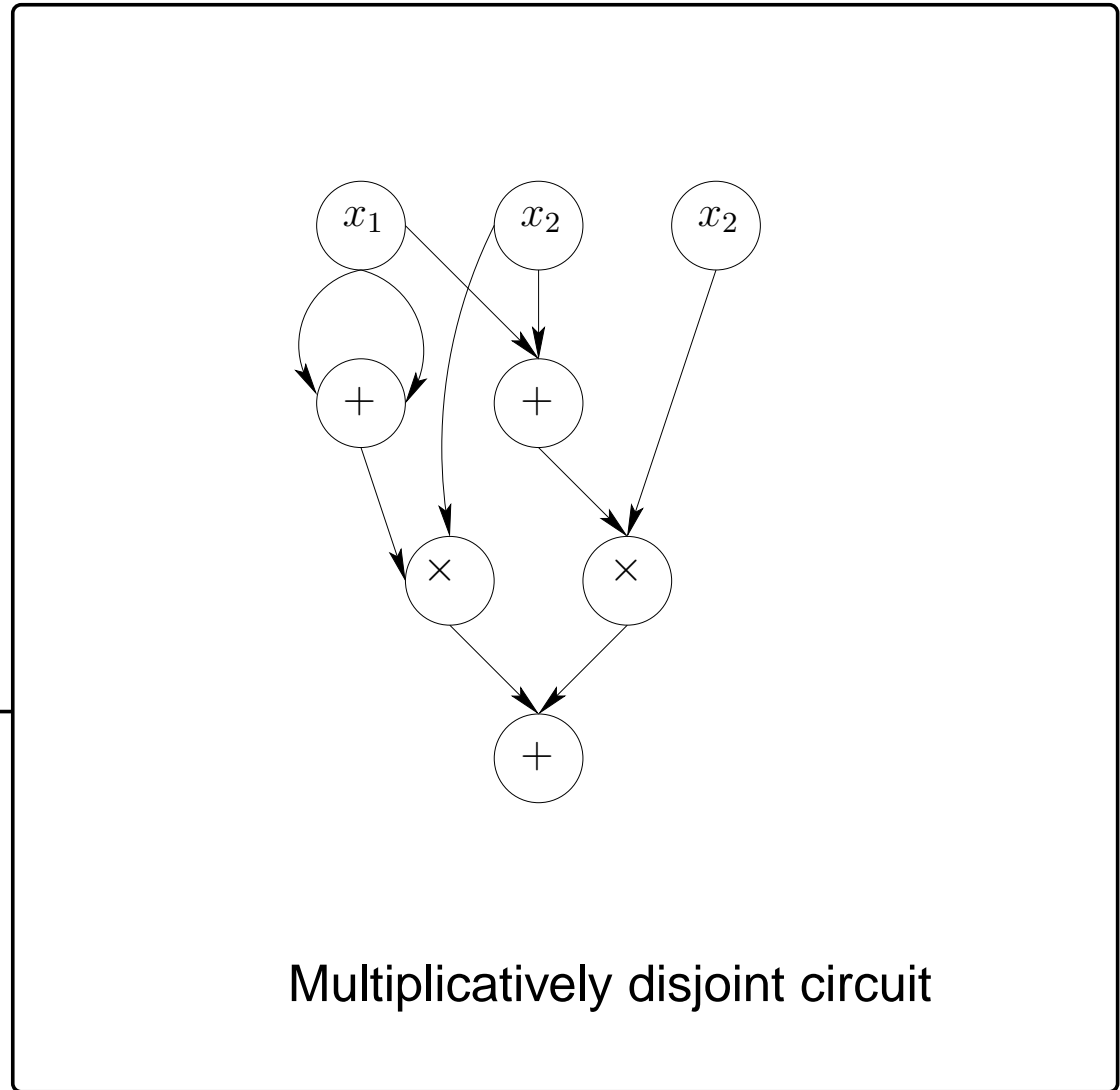 x₁ x₂ x₂
+ +
× ×
+
Multiplicatively disjoint circuit